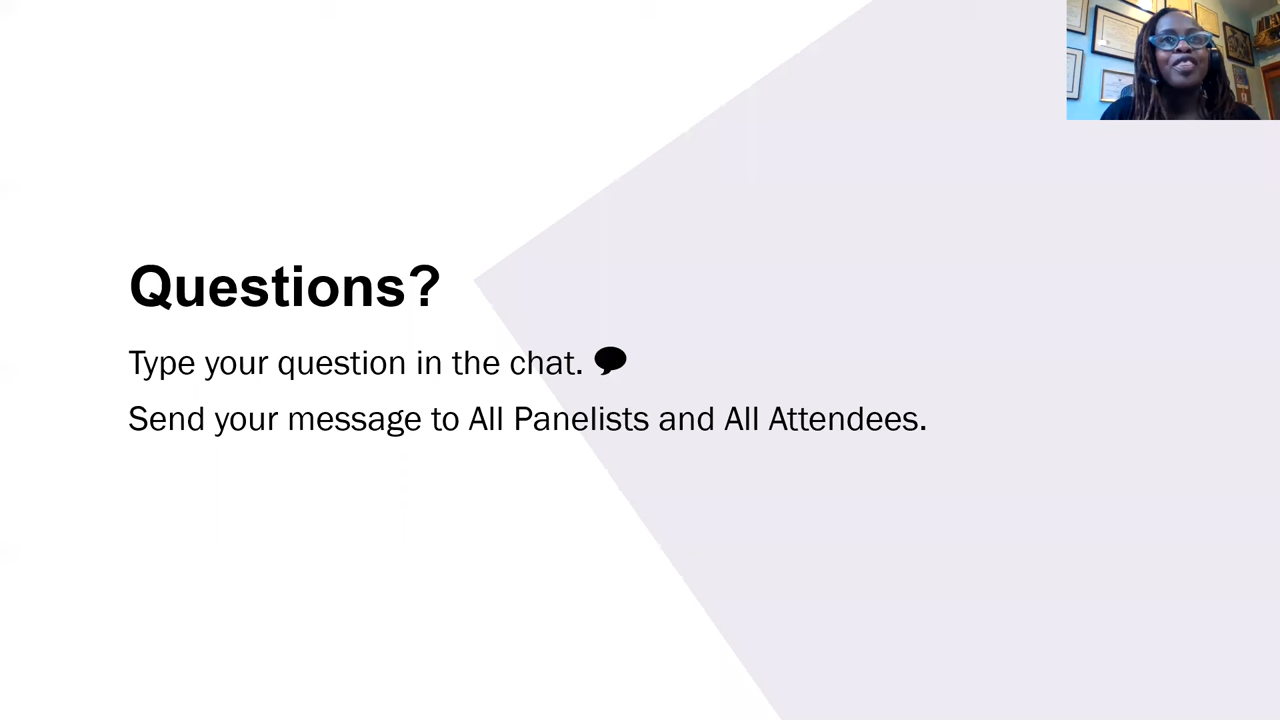 Questions?
Type your question in the chat.
Send your message to All Panelists and All Attendees.